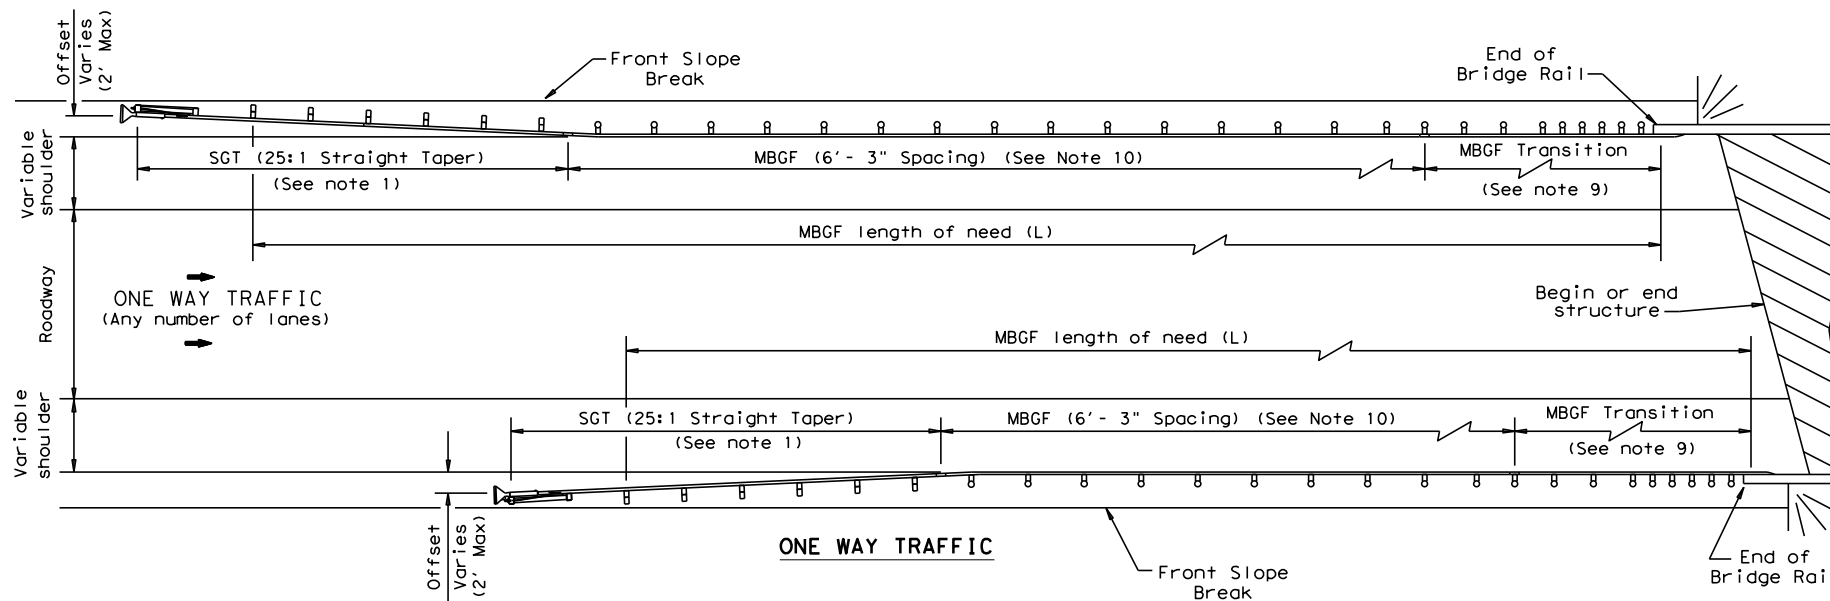 Offset
Varies
(2' Max)
Front Slope
Break
End of
Bridge Rail
Variable
shoulder
SGT (25:1 Straight Taper)
(See note 1)
MBGF (6'- 3" Spacing) (See Note 10)
MBGF Transition
(See note 9)
MBGF length of need (L)
Roadway
ONE WAY TRAFFIC
(Any number of lanes)
Begin or end
structure
MBGF length of need (L)
Variable
shoulder
SGT (25:1 Straight Taper)
(See note 1)
MBGF (6'- 3" Spacing) (See Note 10)
MBGF Transition
(See note 9)
Offset
Varies
(2' Max)
ONE WAY TRAFFIC
Front Slope
Break
End of
Bridge Rai